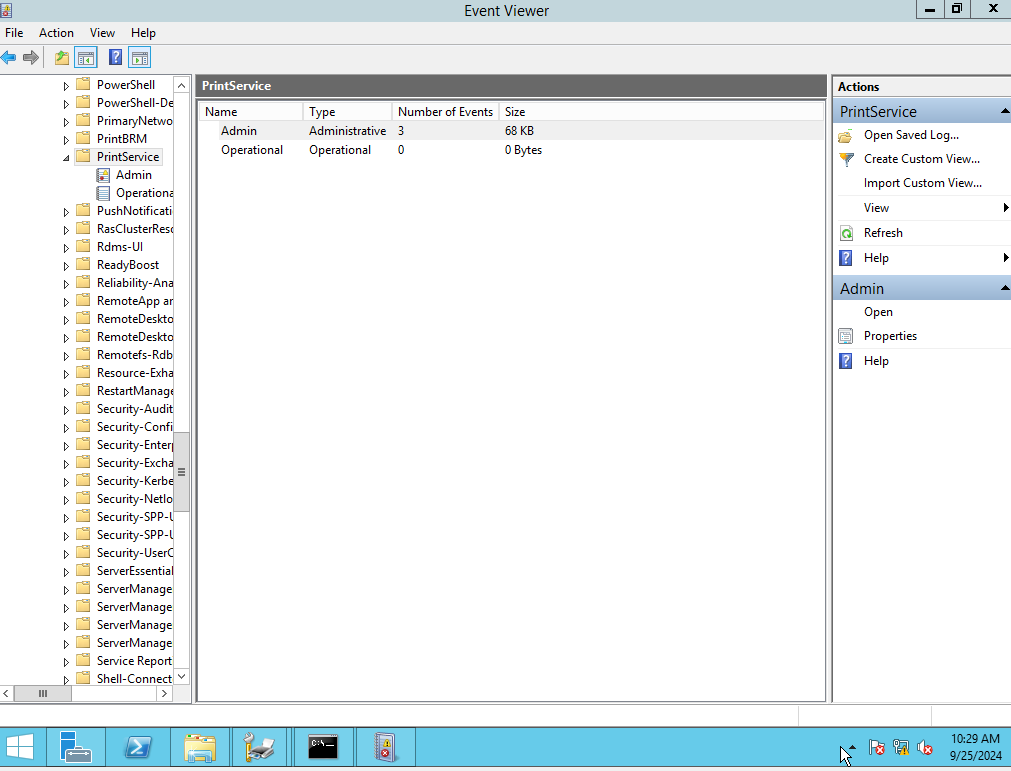 Event Viewer
File Action View Help
PowerShell
PowerShell-De
PrimaryNetwo
PrintBRM
PrintService
Admin
Operationa
PushNotificati
RasClusterReso
Rdms-UI
ReadyBoost
Reliability-Ana
RemoteApp an
RemoteDeskto
RemoteDeskto
Remotefs-Rdb
Resource-Exha
RestartManage
Security-Audit
Security-Confi
Security-Enterp
Security-Excha
Security-Kerbe
Security-Netlo
Security-SPP-U
Security-SPP-U
Security-UserC
ServerEssential
ServerManage
ServerManage
ServerManage
ServerManage
Service Report
Shell-Connect
PrintService
Name Type Number of Events Size
Admin Administrative 3 68 KB
Operational Operational 0 0 Bytes
Actions
PrintService
Open Saved Log...
Create Custom View...
Import Custom View...
View
Refresh
Help
Admin
Open
Properties
Help
C:\_
10:29 AM
9/25/2024